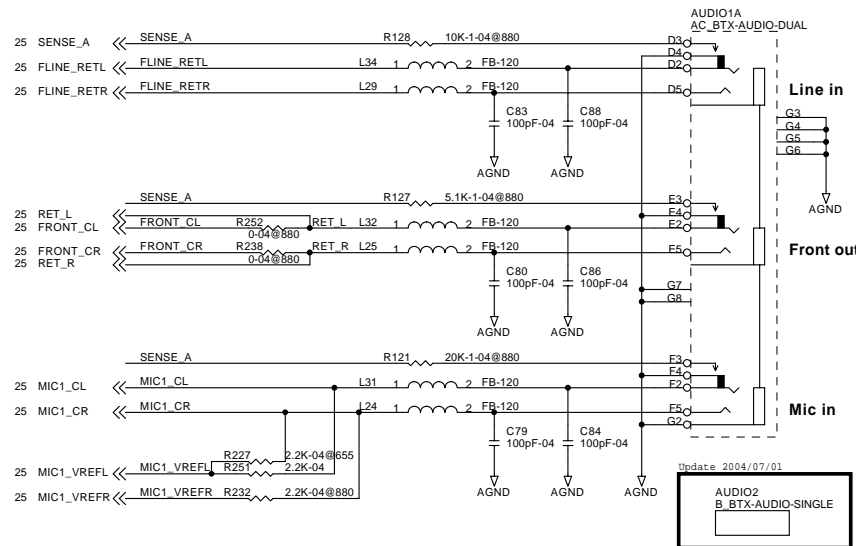 AUDIO1A
AC_BTX-AUDIO-DUAL
25 SENSE_A SENSE_A R128 10K-1-04@880 D3
D4
25 FLINE_RETL FLINE_RETL L34 1 2 FB-120 D2
25 FLINE_RETR FLINE_RETR L29 1 2 FB-120 D5
Line in
C83
100pF-04
C88
100pF-04
G3
G4
G5
G6
AGND AGND
AGND
SENSE_A R127 5.1K-1-04@880 E3
25 RET_L E4
25 FRONT_CL FRONT_CL R252 RET_L L32 1 2 FB-120 E2
0-04@880
25 FRONT_CR FRONT_CR R238 RET_R L25 1 2 FB-120 E5
25 RET_R 0-04@880
Front out
C80
100pF-04
C86
100pF-04
G7
G8
AGND AGND
SENSE_A R121 20K-1-04@880 F3
F4
25 MIC1_CL MIC1_CL L31 1 2 FB-120 F2
25 MIC1_CR MIC1_CR L24 1 2 FB-120 F5
G2
Mic in
C79
100pF-04
C84
100pF-04
R227 2.2K-04@655
25 MIC1_VREFL MIC1_VREFL R251 2.2K-04
25 MIC1_VREFR MIC1_VREFR R232 2.2K-04@880
AGND AGND AGND
Update 2004/07/01
AUDIO2
B_BTX-AUDIO-SINGLE